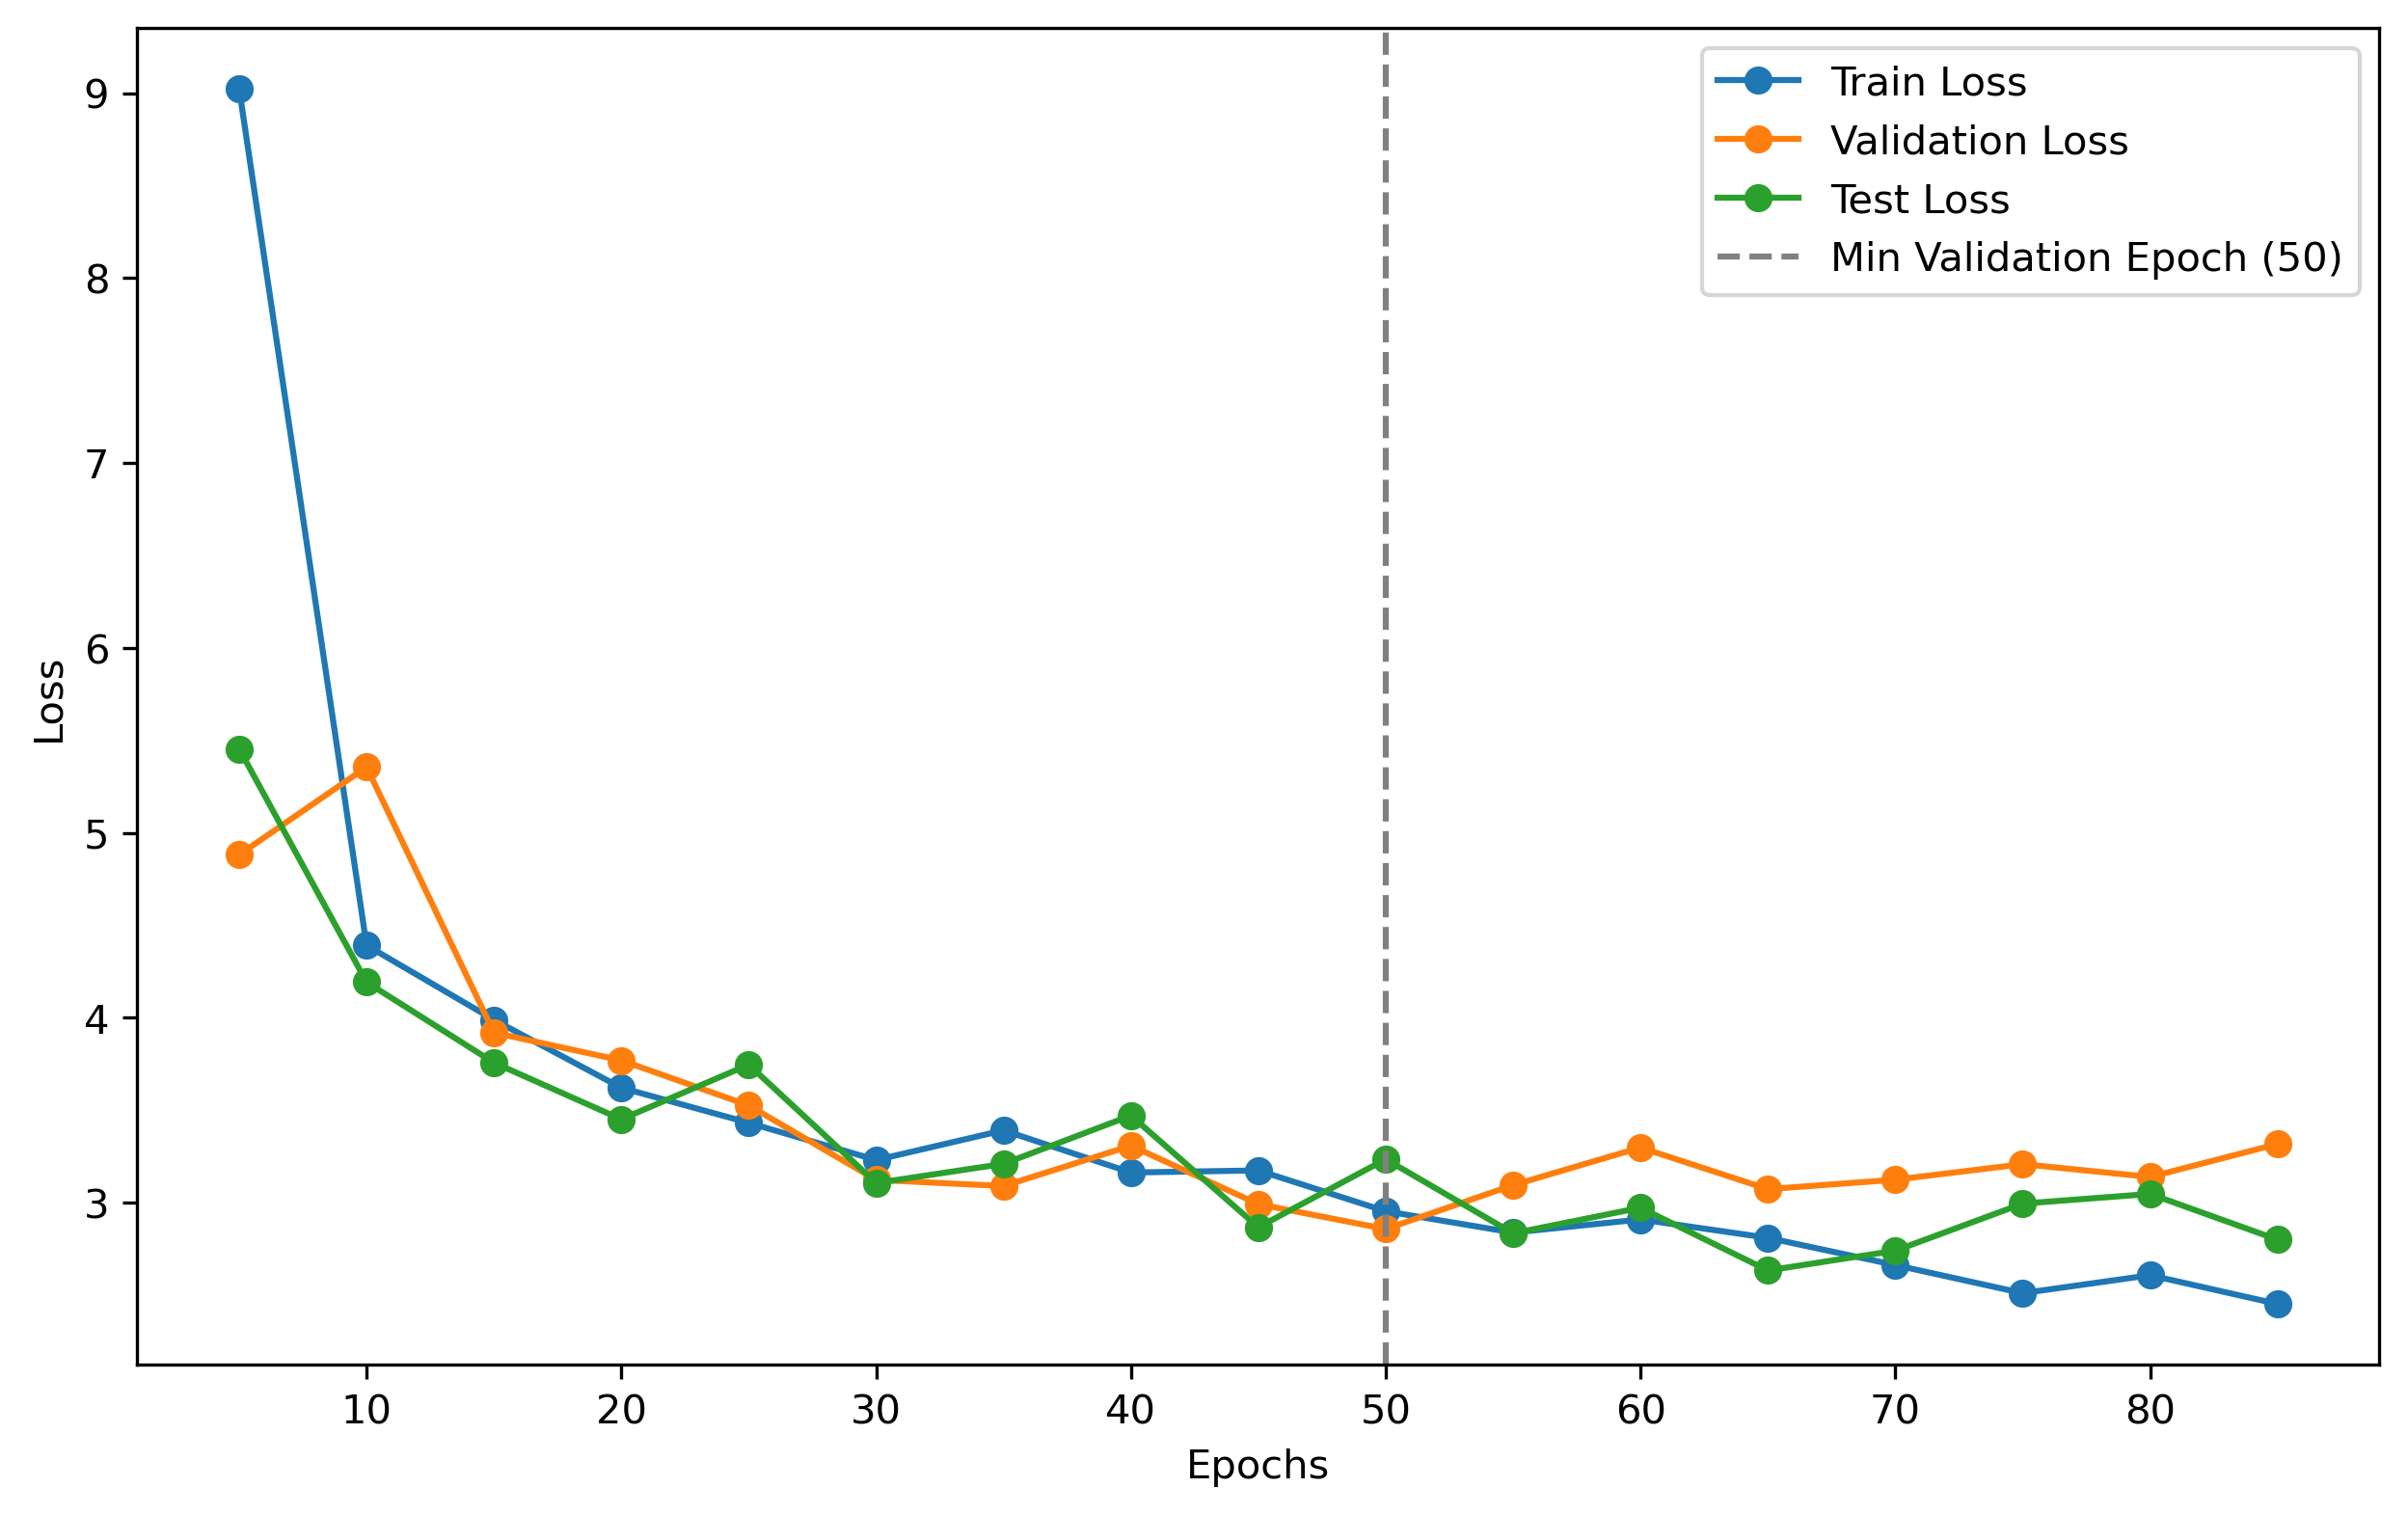 9
8
7
6
5
4
3
Loss
10 20 30 40 50 60 70 80
Epochs
Train Loss
Validation Loss
Test Loss
Min Validation Epoch (50)